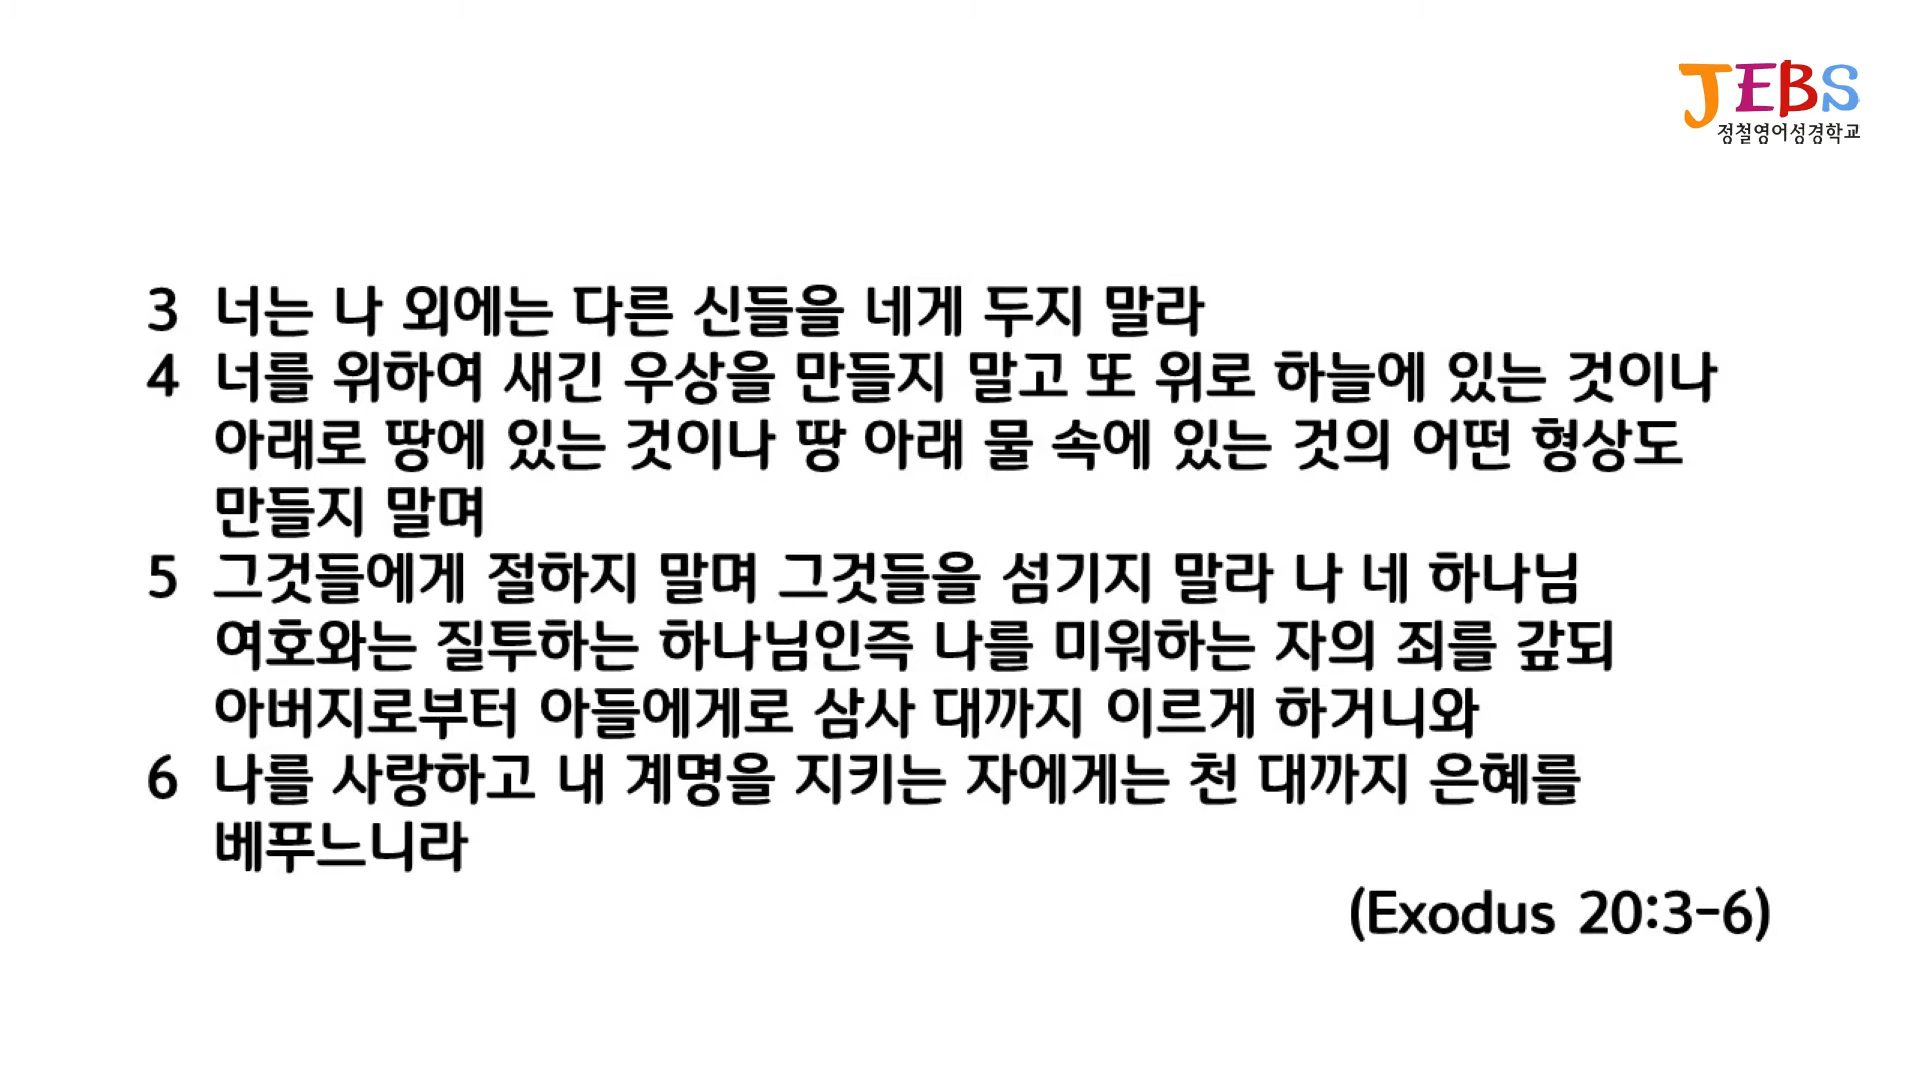 JEBS
정철영어성경학교
3 너는 나 외에는 다른 신들을 네게 두지 말라
4 너를 위하여 새긴 우상을 만들지 말고 또 위로 하늘에 있는 것이나
아래로 땅에 있는 것이나 땅 아래 물 속에 있는 것의 어떤 형상도
만들지 말며
5 그것들에게 절하지 말며 그것들을 섬기지 말라 나 네 하나님
여호와는 질투하는 하나님인즉 나를 미워하는 자의 죄를 갚되
아버지로부터 아들에게로 삼사 대까지 이르게 하거니와
6 나를 사랑하고 내 계명을 지키는 자에게는 천 대까지 은혜를
베푸느니라
(Exodus 20:3-6)